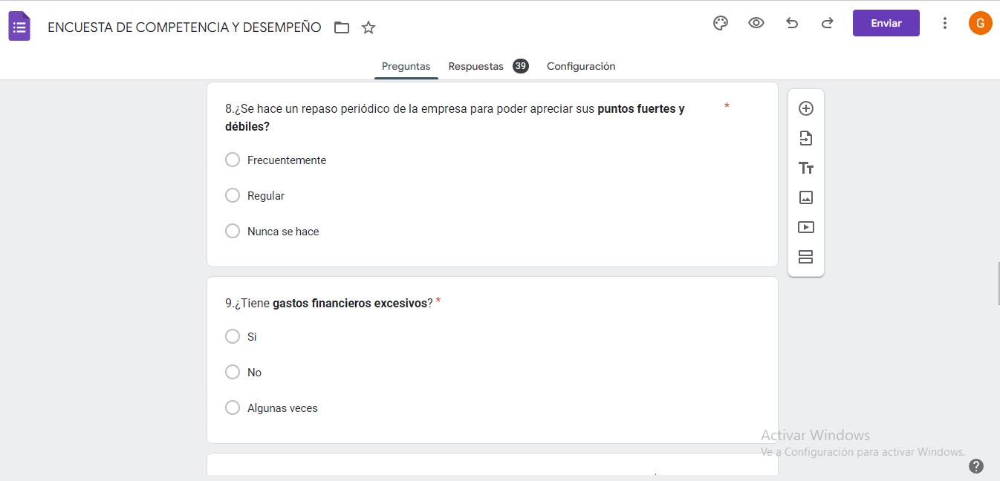 ENCUESTA DE COMPETENCIA Y DESEMPEÑO
Enviar
G
Preguntas
Respuestas
39
Configuración
8.¿Se hace un repaso periódico de la empresa para poder apreciar sus puntos fuertes y *
débiles?
Frecuentemente
Regular
Nunca se hace
Tт
9.¿Tiene gastos financieros excesivos? *
Si
No
Algunas veces
Activar Windows
Ve a Configuración para activar Windows.
?